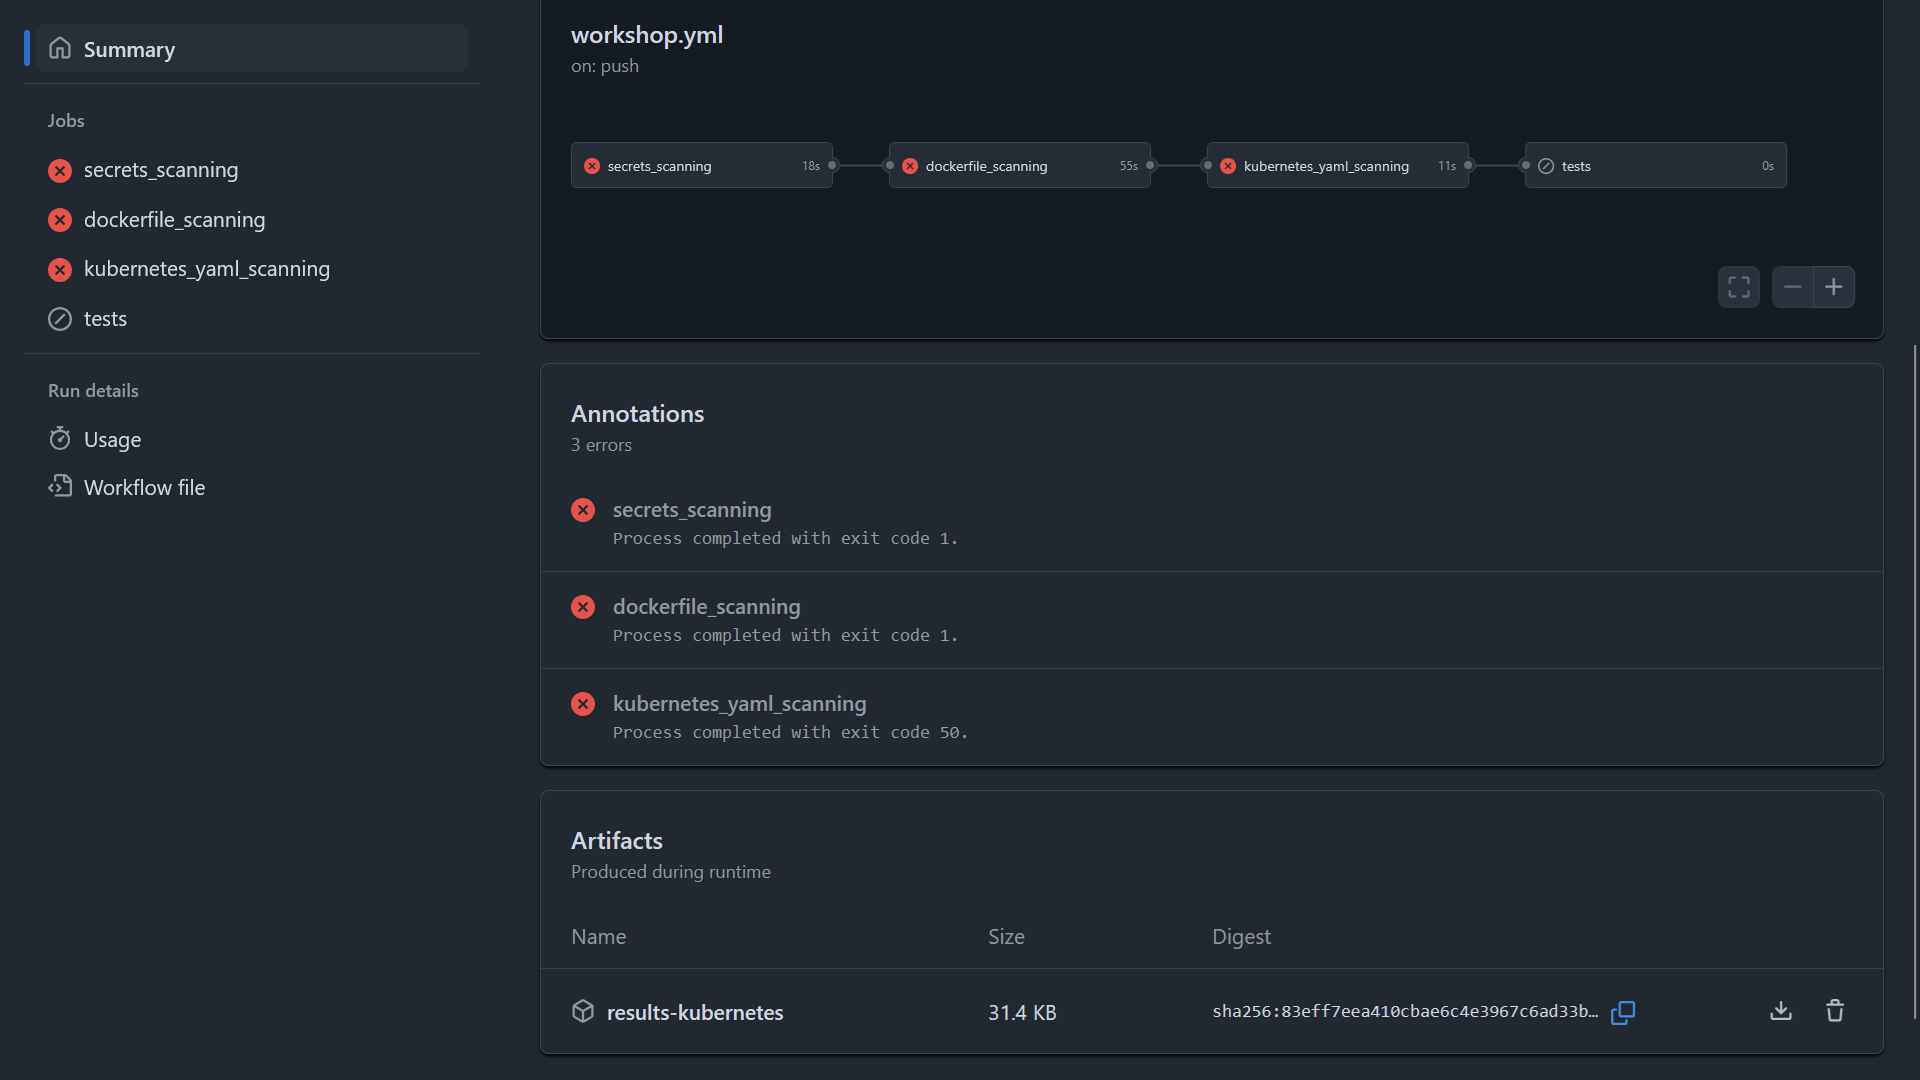 Summary
Jobs
secrets_scanning
dockerfile_scanning
kubernetes_yaml_scanning
tests
Run details
Usage
Workflow file
workshop.yml
on: push
secrets_scanning 18s
dockerfile_scanning 55s
kubernetes_yaml_scanning 11s
tests 0s
Annotations
3 errors
secrets_scanning
Process completed with exit code 1.
dockerfile_scanning
Process completed with exit code 1.
kubernetes_yaml_scanning
Process completed with exit code 50.
Artifacts
Produced during runtime
Name Size Digest
results-kubernetes 31.4 KB sha256:83eff7eea410cbae6c4e3967c6ad33b…